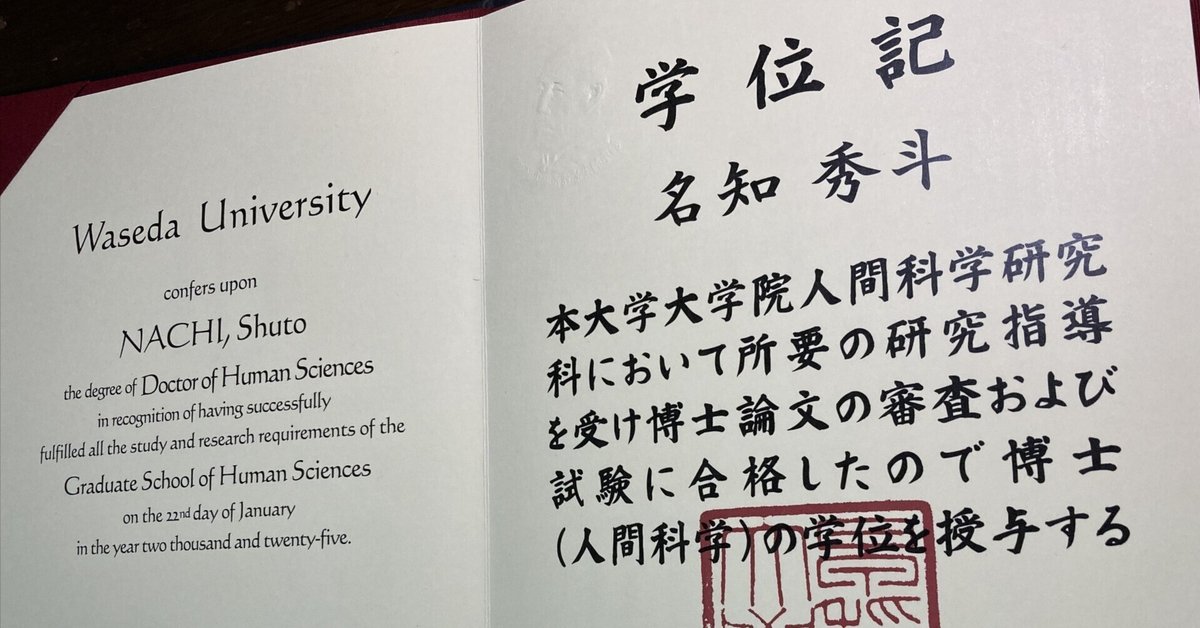 Waseda University
confers upon
NACHI, Shuto
the degree of Doctor of Human Sciences
in recognition of having successfully
fulfilled all the study and research requirements of the
Graduate School of Human Sciences
on the 22nd day of January
in the year two thousand and twenty-five.
学位記
名知 秀斗
本大学大学院人間科学研究
科において所要の研究指導
を受け博士論文の審査および
試験に合格したので博士
(人間科学)の学位を授与する